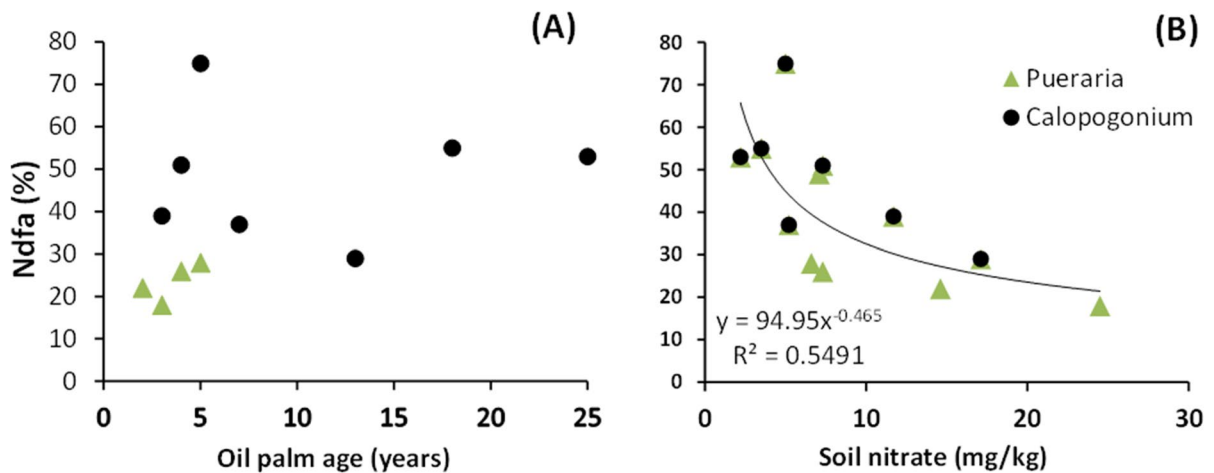 (A)
Ndfa (%)
80
70
60
50
40
30
20
10
0
0 5 10 15 20 25
Oil palm age (years)
(B)
80
70
60
50
40
30
20
10
0
Pueraria
Calopogonium
y = 94.95x^-0.465
R² = 0.5491
0 10 20 30
Soil nitrate (mg/kg)